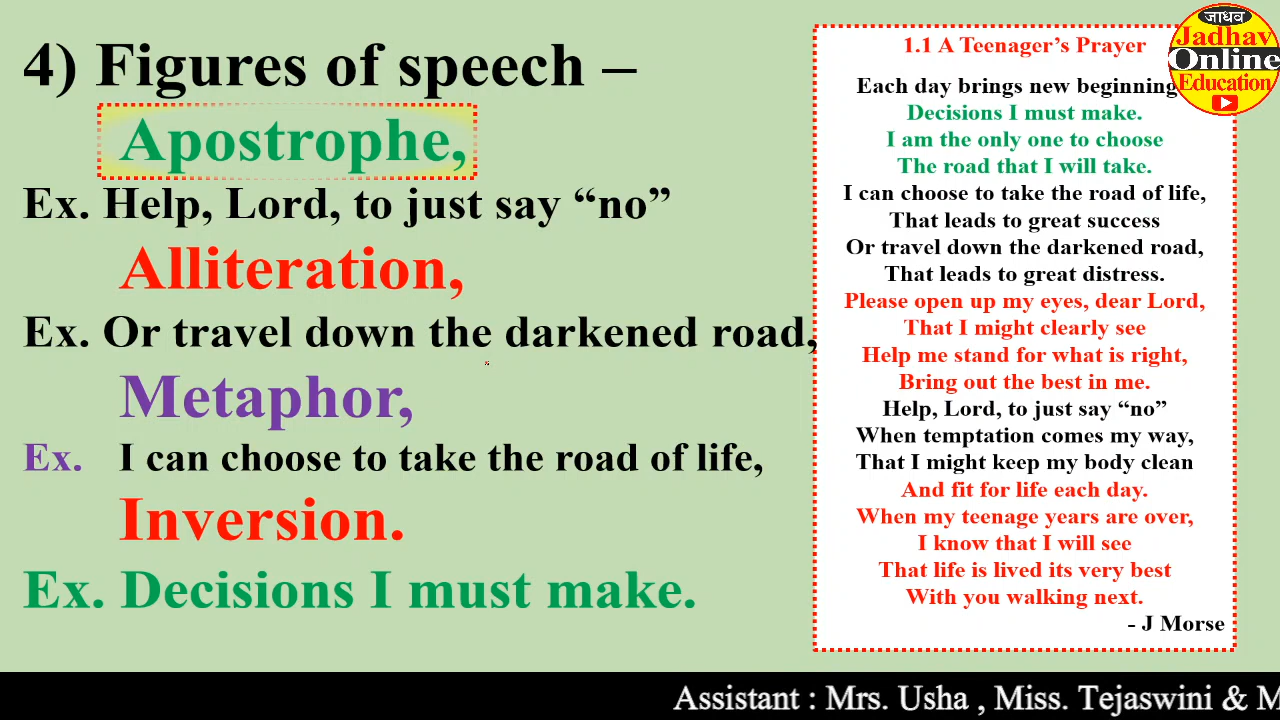 4) Figures of speech –
Apostrophe,
Ex. Help, Lord, to just say “no”
Alliteration,
Ex. Or travel down the darkened road,
Metaphor,
Ex. I can choose to take the road of life,
Inversion.
Ex. Decisions I must make.
1.1 A Teenager’s Prayer
Each day brings new beginning
Decisions I must make.
I am the only one to choose
The road that I will take.
I can choose to take the road of life,
That leads to great success
Or travel down the darkened road,
That leads to great distress.
Please open up my eyes, dear Lord,
That I might clearly see
Help me stand for what is right,
Bring out the best in me.
Help, Lord, to just say “no”
When temptation comes my way,
That I might keep my body clean
And fit for life each day.
When my teenage years are over,
I know that I will see
That life is lived its very best
With you walking next.
- J Morse
जाधव
Jadhav
Online
Education
Assistant : Mrs. Usha , Miss. Tejaswini & M